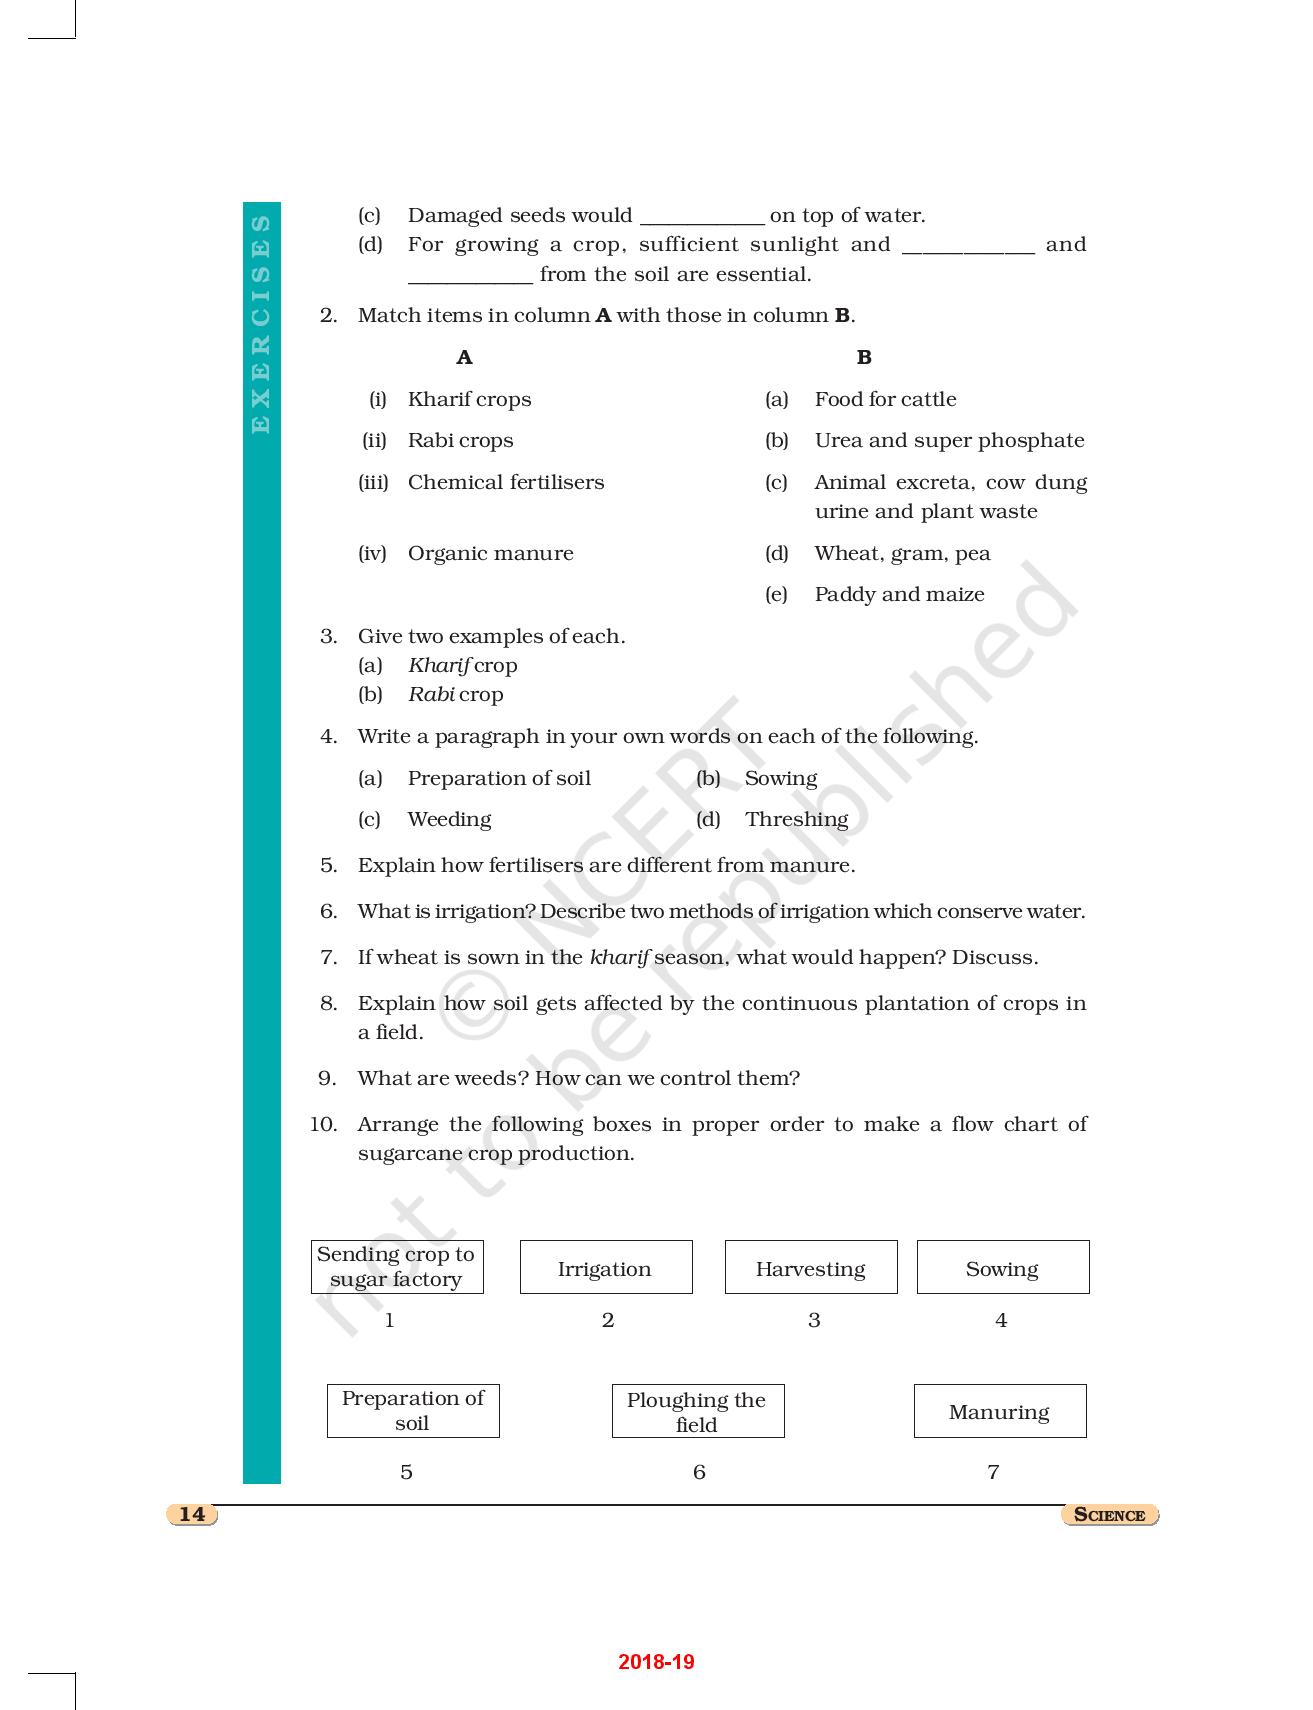 EXERCISES
(c) Damaged seeds would ____________ on top of water.
(d) For growing a crop, sufficient sunlight and _____________ and
____________ from the soil are essential.
2. Match items in column A with those in column B.
A B
(i) Kharif crops (a) Food for cattle
(ii) Rabi crops (b) Urea and super phosphate
(iii) Chemical fertilisers (c) Animal excreta, cow dung
urine and plant waste
(iv) Organic manure (d) Wheat, gram, pea
(e) Paddy and maize
3. Give two examples of each.
(a) Kharif crop
(b) Rabi crop
4. Write a paragraph in your own words on each of the following.
(a) Preparation of soil (b) Sowing
(c) Weeding (d) Threshing
5. Explain how fertilisers are different from manure.
6. What is irrigation? Describe two methods of irrigation which conserve water.
7. If wheat is sown in the kharif season, what would happen? Discuss.
8. Explain how soil gets affected by the continuous plantation of crops in
a field.
9. What are weeds? How can we control them?
10. Arrange the following boxes in proper order to make a flow chart of
sugarcane crop production.
Sending crop to
sugar factory
Irrigation
Harvesting
Sowing
1 2 3 4
Preparation of
soil
Ploughing the
field
Manuring
5 6 7
14
SCIENCE
2018-19
© NCERT
not to be republished